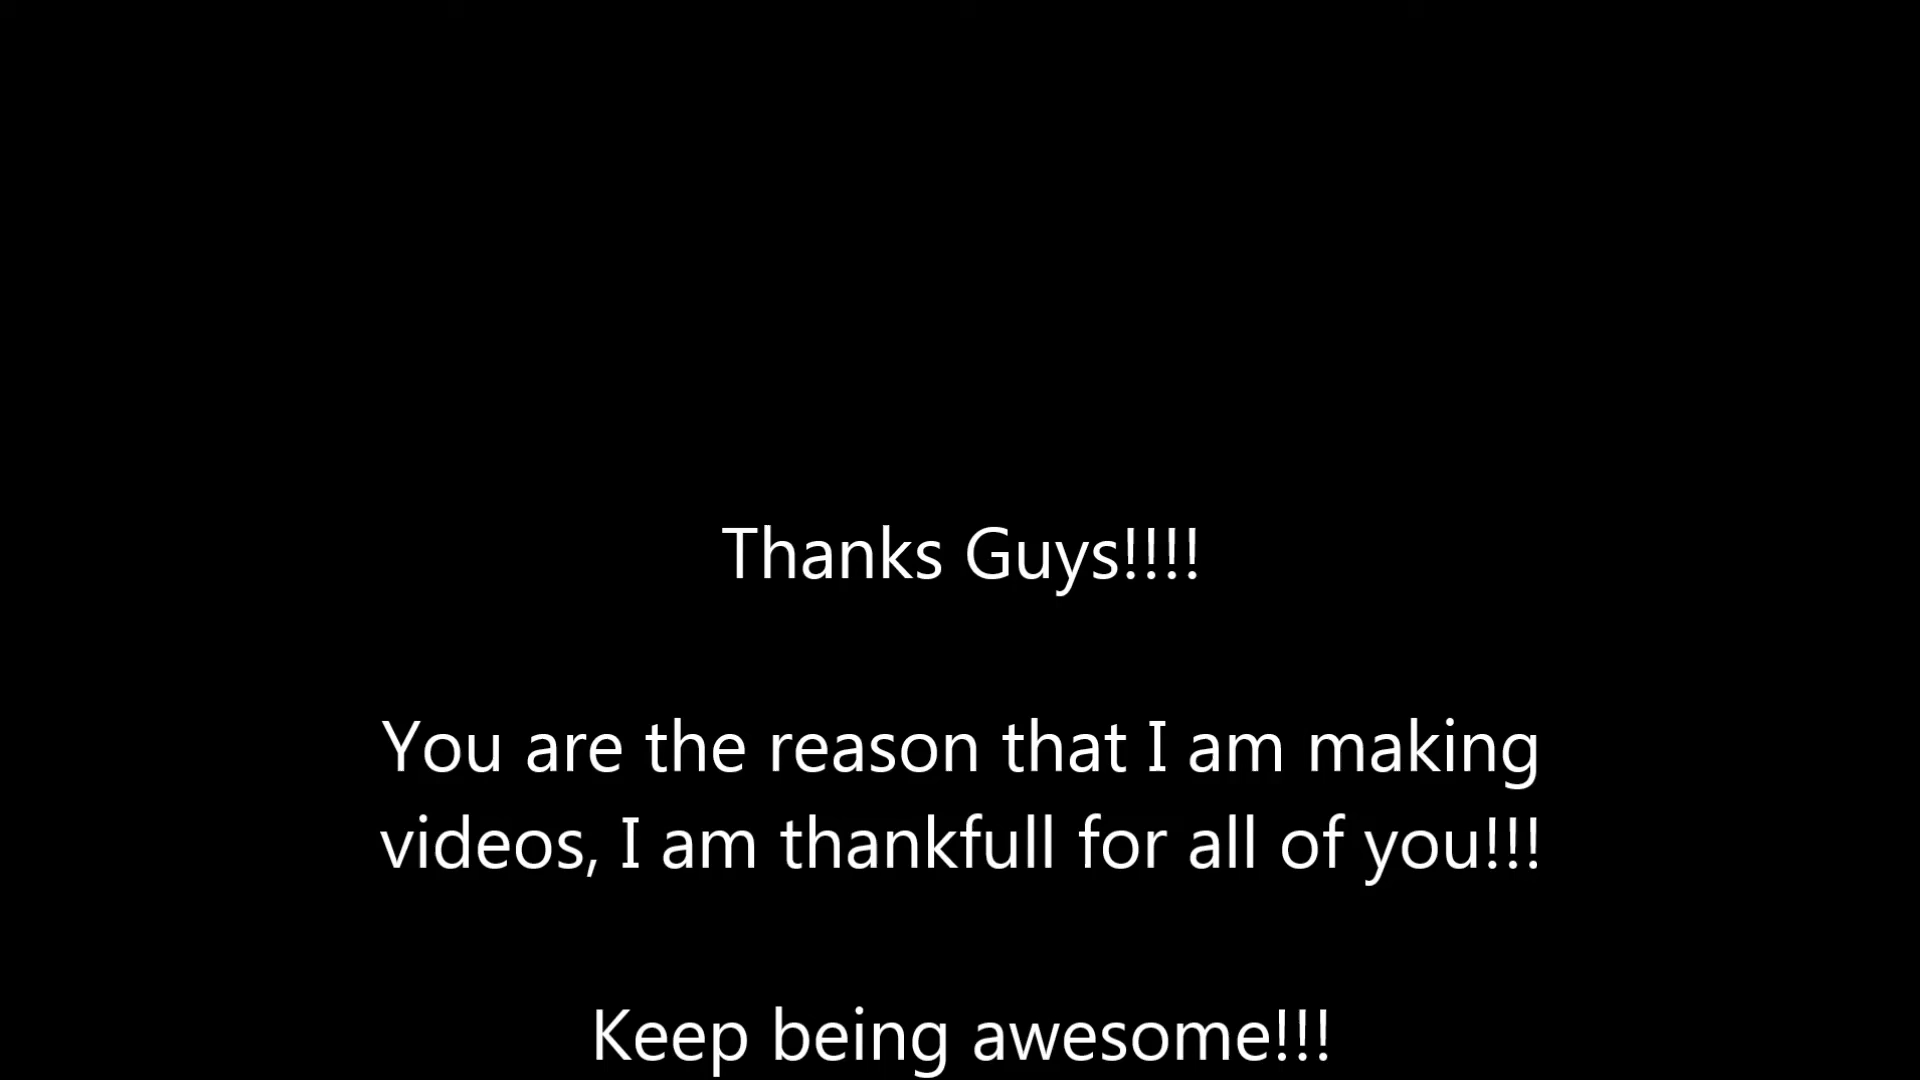 Thanks Guys!!!!
You are the reason that I am making
videos, I am thankfull for all of you!!!
Keep being awesome!!!